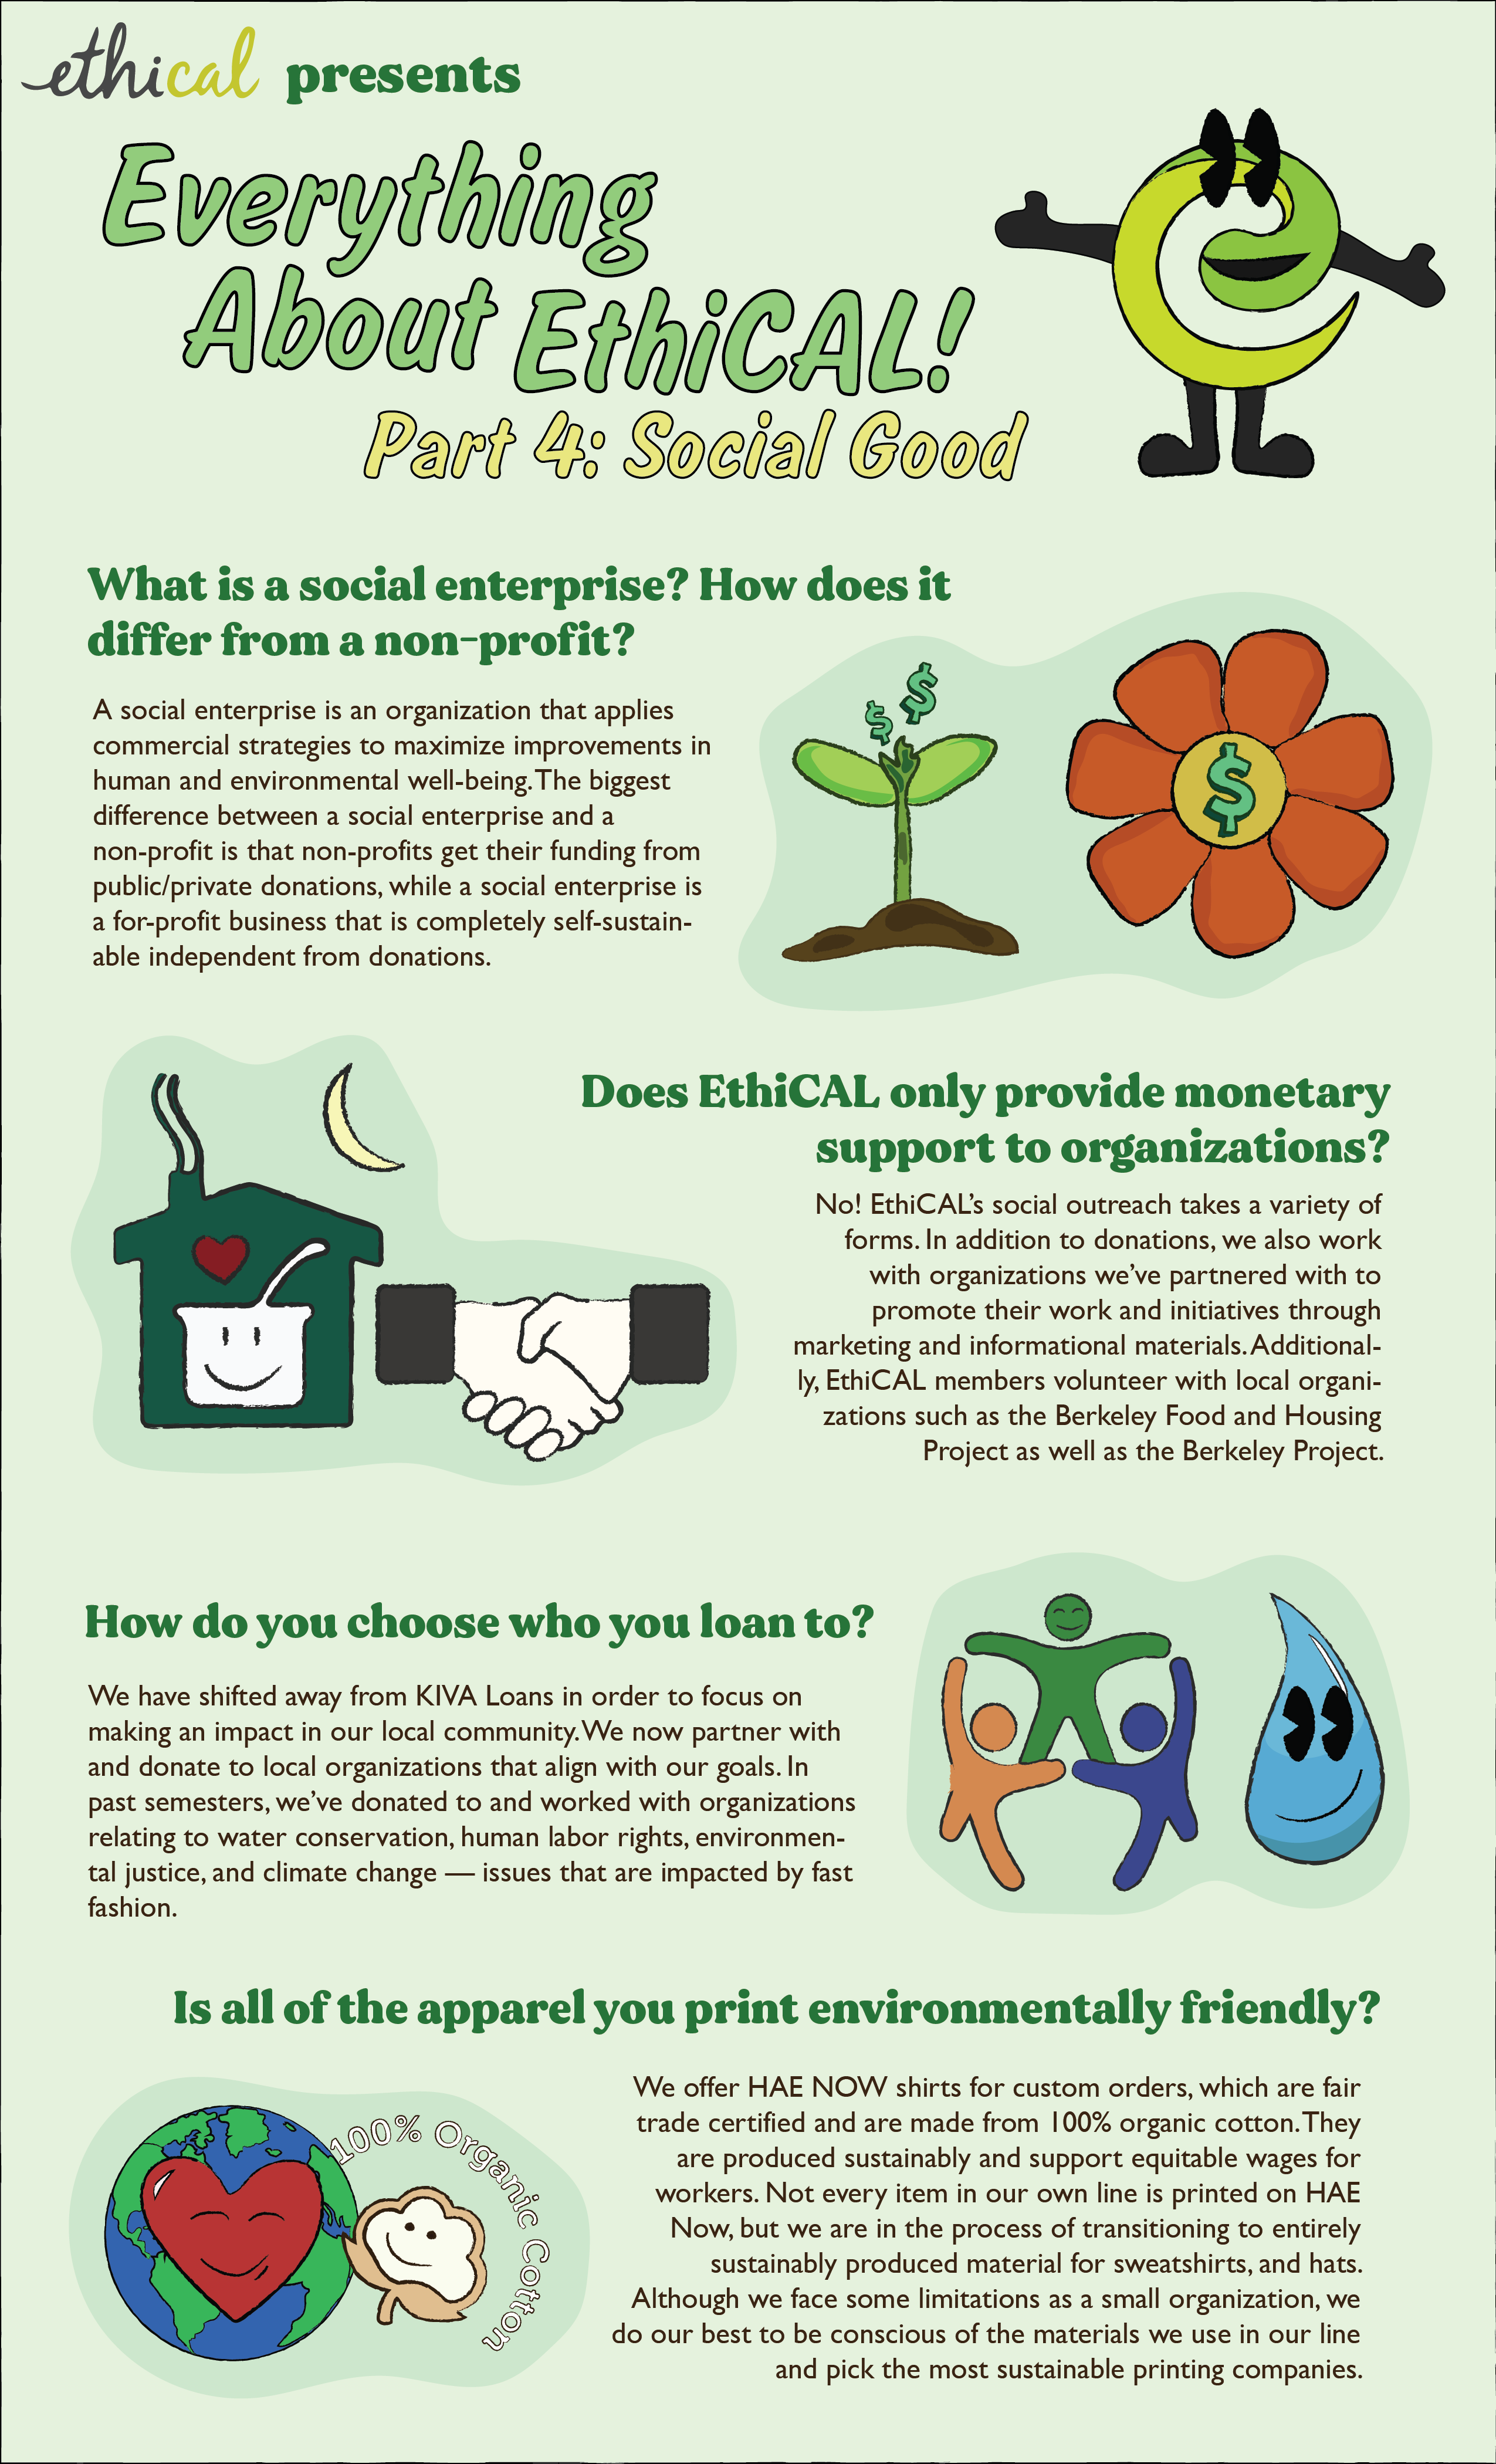 ethical presents
Everything
About EthiCAL!
Part 4: Social Good
What is a social enterprise? How does it
differ from a non-profit?
A social enterprise is an organization that applies
commercial strategies to maximize improvements in
human and environmental well-being. The biggest
difference between a social enterprise and a
non-profit is that non-profits get their funding from
public/private donations, while a social enterprise is
a for-profit business that is completely self-sustain-
able independent from donations.
$
$
$
Does EthiCAL only provide monetary
support to organizations?
No! EthiCAL’s social outreach takes a variety of
forms. In addition to donations, we also work
with organizations we’ve partnered with to
promote their work and initiatives through
marketing and informational materials. Additional-
ly, EthiCAL members volunteer with local organi-
zations such as the Berkeley Food and Housing
Project as well as the Berkeley Project.
How do you choose who you loan to?
We have shifted away from KIVA Loans in order to focus on
making an impact in our local community. We now partner with
and donate to local organizations that align with our goals. In
past semesters, we’ve donated to and worked with organizations
relating to water conservation, human labor rights, environmen-
tal justice, and climate change — issues that are impacted by fast
fashion.
Is all of the apparel you print environmentally friendly?
100% Organic Cotton
We offer HAE NOW shirts for custom orders, which are fair
trade certified and are made from 100% organic cotton. They
are produced sustainably and support equitable wages for
workers. Not every item in our own line is printed on HAE
Now, but we are in the process of transitioning to entirely
sustainably produced material for sweatshirts, and hats.
Although we face some limitations as a small organization, we
do our best to be conscious of the materials we use in our line
and pick the most sustainable printing companies.